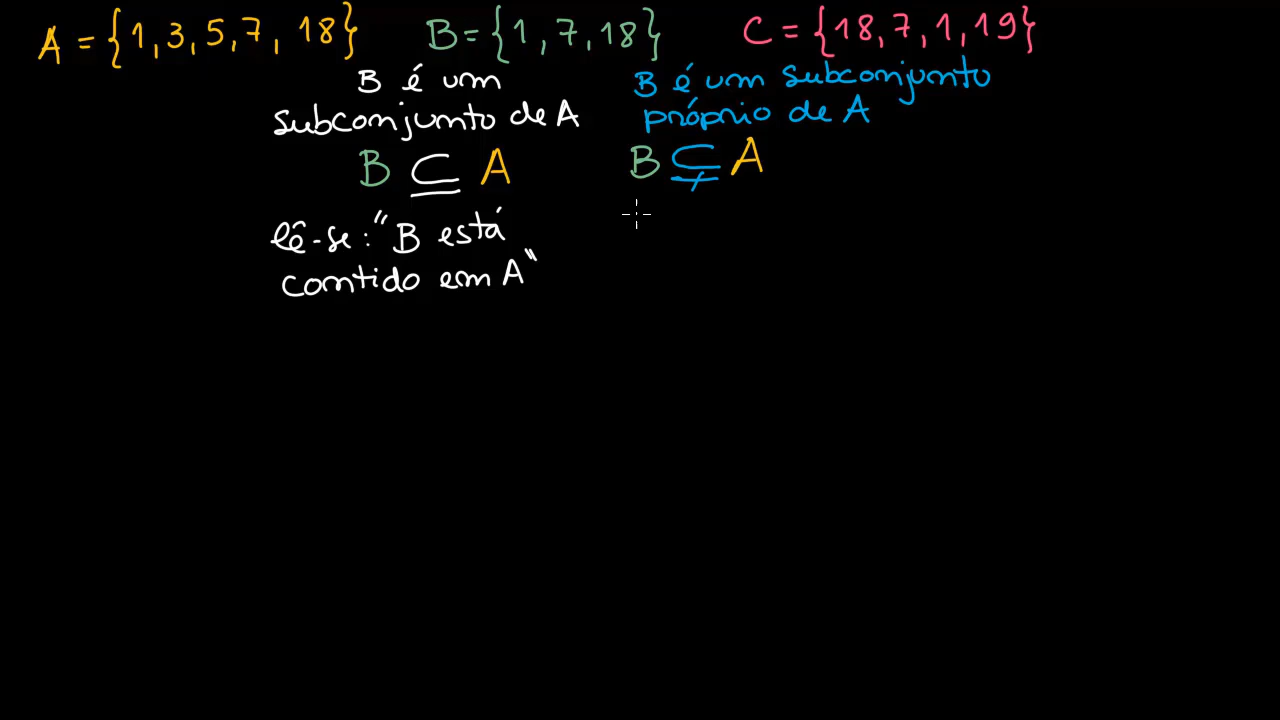 A = {1, 3, 5, 7, 18} B = {1, 7, 18} C = {18, 7, 1, 19}
B é um
subconjunto de A
B ⊆ A
lê-se: "B está
contido em A"
B é um subconjunto
próprio de A
B ⊊ A